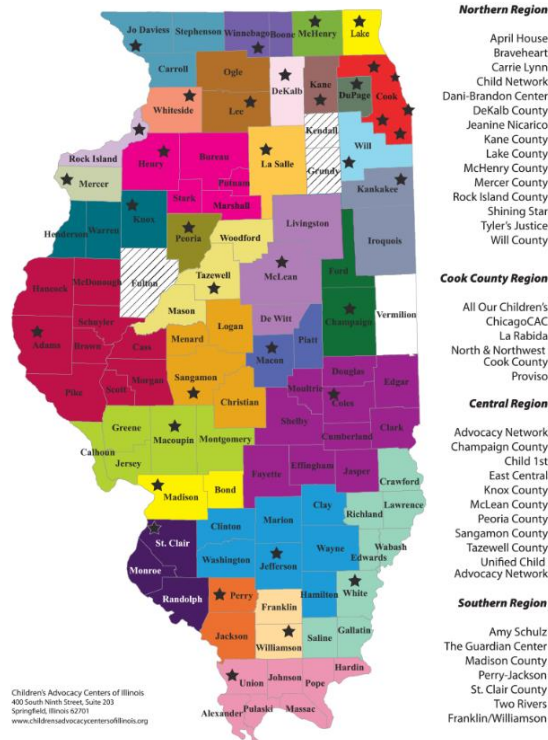 Jo Daviess
Stephenson
Winnebago
Boone
McHenry
Lake
Carroll
Ogle
DeKalb
Kane
Cook
DuPage
Whiteside
Lee
Kendall
Will
Rock Island
Henry
Bureau
La Salle
Grundy
Mercer
Putnam
Kankakee
Stark
Marshall
Henderson
Warren
Knox
Peoria
Livingston
Woodford
Iroquois
Hancock
McDonough
Fulton
Tazewell
McLean
Ford
Mason
Logan
De Witt
Champaign
Vermilion
Schuyler
Adams
Brown
Cass
Menard
Macon
Piatt
Pike
Scott
Morgan
Sangamon
Christian
Douglas
Edgar
Moultrie
Coles
Shelby
Greene
Macoupin
Montgomery
Cumberland
Clark
Calhoun
Jersey
Fayette
Effingham
Jasper
Crawford
Madison
Bond
Clay
Richland
Lawrence
Clinton
Marion
St. Clair
Washington
Wayne
Edwards
Wabash
Jefferson
Monroe
Randolph
Perry
Hamilton
White
Franklin
Jackson
Williamson
Saline
Gallatin
Union
Johnson
Pope
Hardin
Alexander
Pulaski
Massac
Children's Advocacy Centers of Illinois
400 South Ninth Street, Suite 203
Springfield, Illinois 62701
www.childrensadvocacycentersofillinois.org
Northern Region
April House
Braveheart
Carrie Lynn
Child Network
Dani-Brandon Center
DeKalb County
Jeanine Nicarico
Kane County
Lake County
McHenry County
Mercer County
Rock Island County
Shining Star
Tyler's Justice
Will County
Cook County Region
All Our Children's
ChicagoCAC
La Rabida
North & Northwest
Cook County
Proviso
Central Region
Advocacy Network
Champaign County
Child 1st
East Central
Knox County
McLean County
Peoria County
Sangamon County
Tazewell County
Unified Child
Advocacy Network
Southern Region
Amy Schulz
The Guardian Center
Madison County
Perry-Jackson
St. Clair County
Two Rivers
Franklin/Williamson